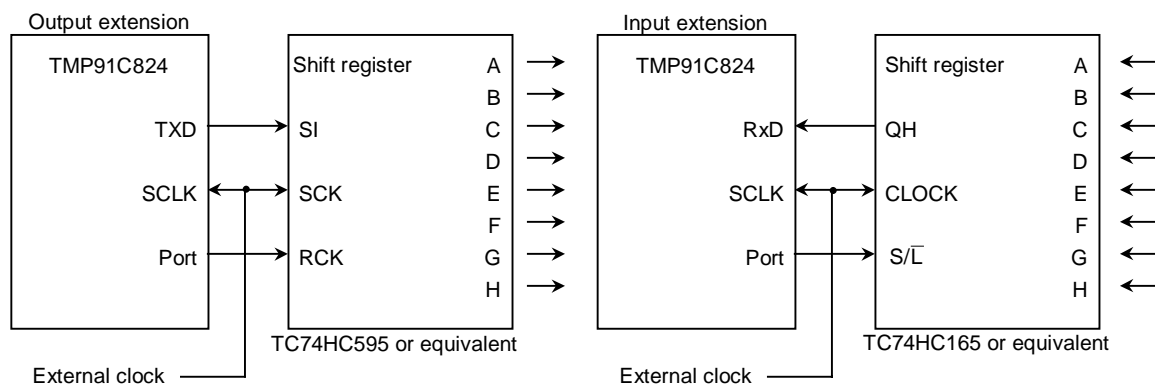 Output extension
TMP91C824
TXD
SCLK
Port
Shift register
SI
SCK
RCK
A
B
C
D
E
F
G
H
TC74HC595 or equivalent
External clock
Input extension
TMP91C824
RxD
SCLK
Port
Shift register
QH
CLOCK
S/L̅
A
B
C
D
E
F
G
H
TC74HC165 or equivalent
External clock